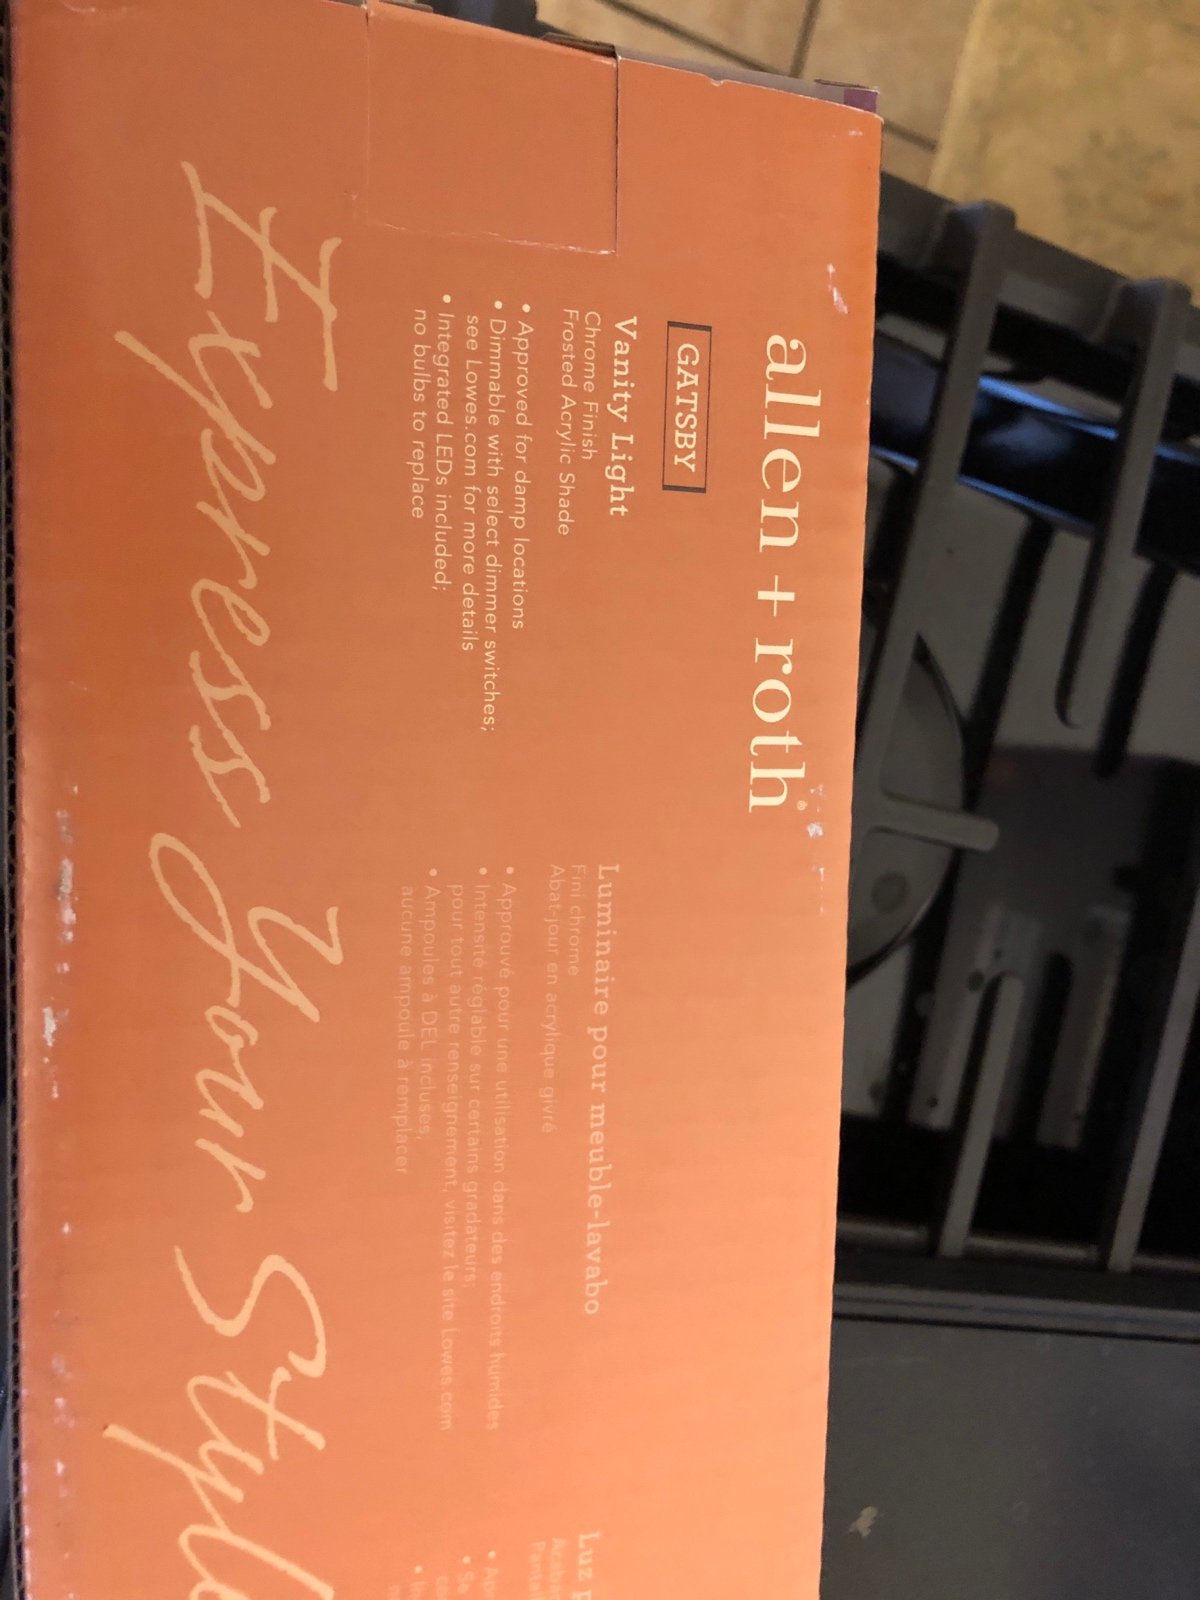 allen + roth®
GATSBY
Vanity Light
Chrome Finish
Frosted Acrylic Shade
• Approved for damp locations
• Dimmable with select dimmer switches;
see Lowes.com for more details
• Integrated LEDs included;
no bulbs to replace
Luminaire pour meuble-lavabo
Fini chrome
Abat-jour en acrylique givré
• Approuvé pour une utilisation dans des endroits humides
• Intensité réglable sur certains gradateurs;
pour tout autre renseignement, visitez le site Lowes.com
• Ampoules à DEL incluses;
aucune ampoule à remplacer
Luz
Express Your Style